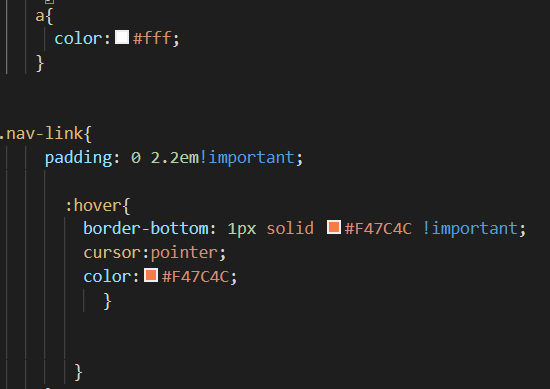 a{
color:#fff;
}
.nav-link{
padding: 0 2.2em!important;
:hover{
border-bottom: 1px solid #F47C4C !important;
cursor:pointer;
color:#F47C4C;
}
}